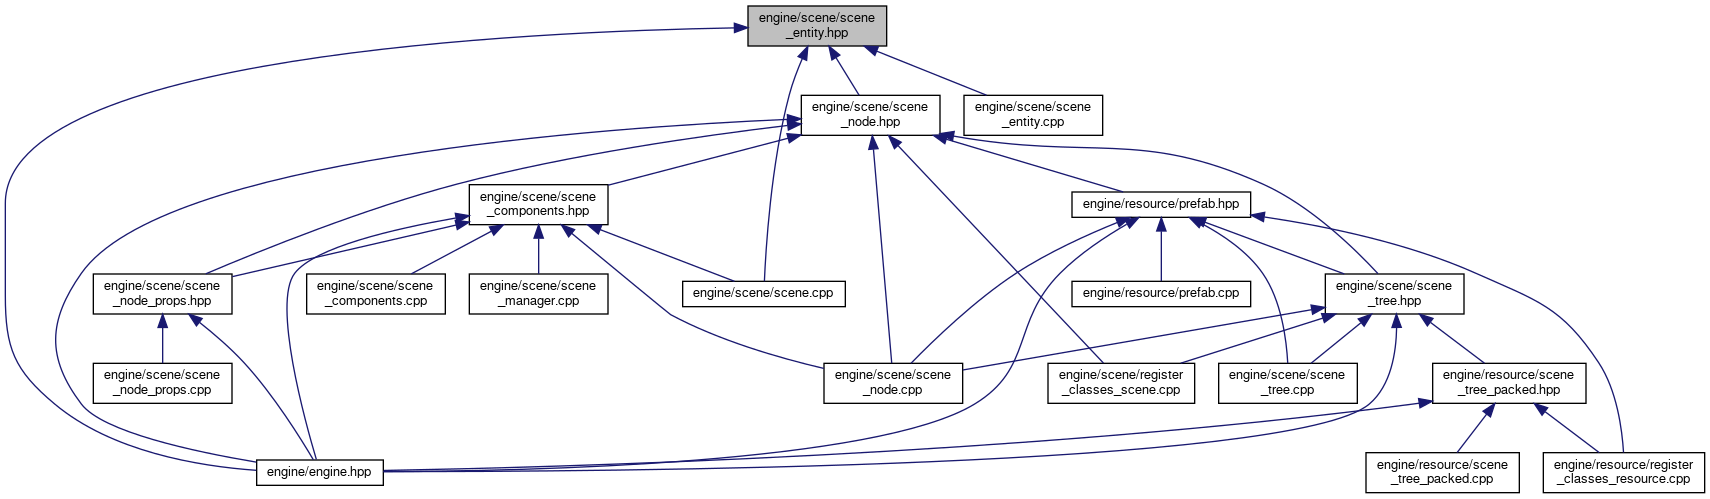 engine/scene/scene
_entity.hpp
engine/scene/scene
_node.hpp
engine/scene/scene
_entity.cpp
engine/scene/scene
_components.hpp
engine/resource/prefab.hpp
engine/scene/scene
_node_props.hpp
engine/scene/scene
_components.cpp
engine/scene/scene
_manager.cpp
engine/scene/scene.cpp
engine/resource/prefab.cpp
engine/scene/scene
_tree.hpp
engine/scene/scene
_node_props.cpp
engine/scene/scene
_node.cpp
engine/scene/register
_classes_scene.cpp
engine/scene/scene
_tree.cpp
engine/resource/scene
_tree_packed.hpp
engine/engine.hpp
engine/resource/scene
_tree_packed.cpp
engine/resource/register
_classes_resource.cpp